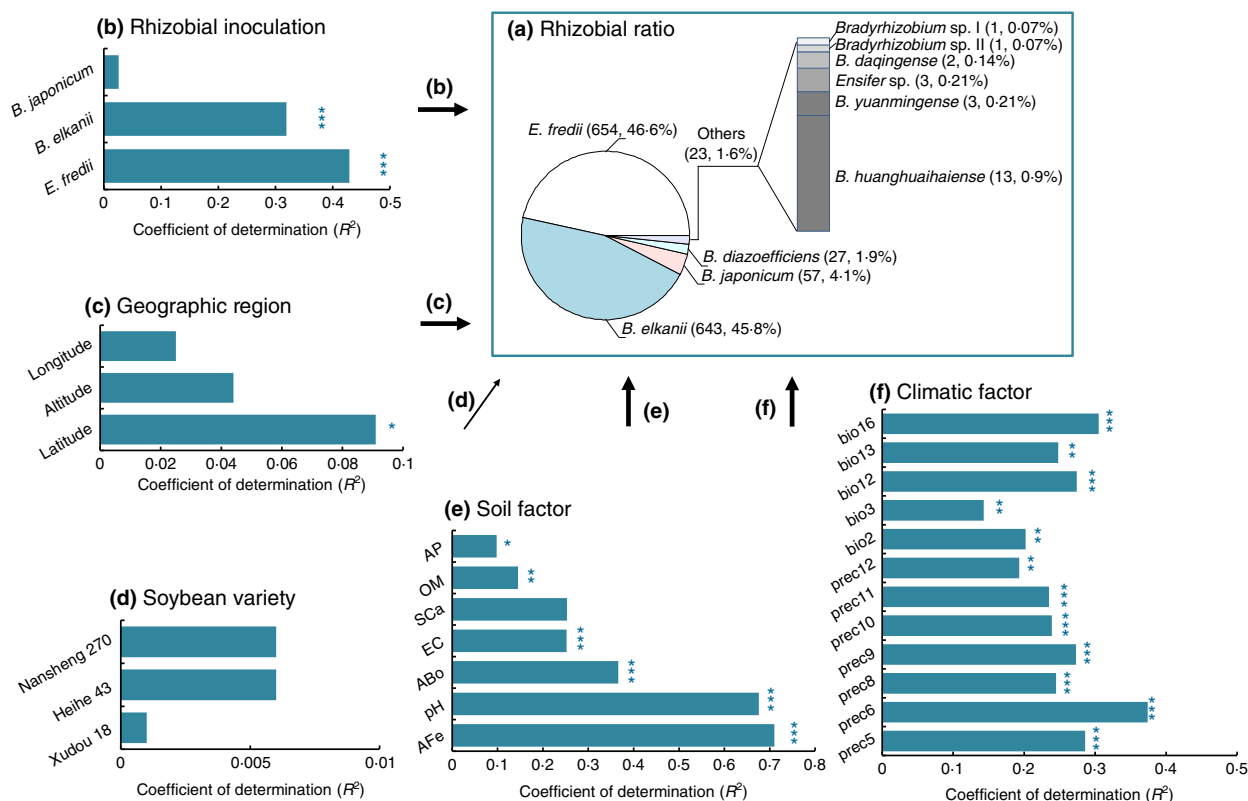 (b) Rhizobial inoculation
B. japonicum
B. elkanii
E. fredii
***
***
0 0·1 0·2 0·3 0·4 0·5
Coefficient of determination (R²)
(b)
(a) Rhizobial ratio
E. fredii (654, 46·6%)
Others
(23, 1·6%)
Bradyrhizobium sp. I (1, 0·07%)
Bradyrhizobium sp. II (1, 0·07%)
B. daqingense (2, 0·14%)
Ensifer sp. (3, 0·21%)
B. yuanmingense (3, 0·21%)
B. huanghuaihaiense (13, 0·9%)
B. diazoefficiens (27, 1·9%)
B. japonicum (57, 4·1%)
B. elkanii (643, 45·8%)
(c) Geographic region
Longitude
Altitude
Latitude
*
0 0·02 0·04 0·06 0·08 0·1
Coefficient of determination (R²)
(c)
(d)
(e)
(f)
(d) Soybean variety
Nansheng 270
Heihe 43
Xudou 18
0 0·005 0·01
Coefficient of determination (R²)
(e) Soil factor
AP *
OM **
SCa
EC ***
ABo ***
pH ***
AFe ***
0 0·1 0·2 0·3 0·4 0·5 0·6 0·7 0·8
Coefficient of determination (R²)
(f) Climatic factor
bio16 ***
bio13 **
bio12 ***
bio3 **
bio2 **
prec12 **
prec11 ***
prec10 ***
prec9 ***
prec8 ***
prec6 ***
prec5 ***
0 0·1 0·2 0·3 0·4 0·5
Coefficient of determination (R²)